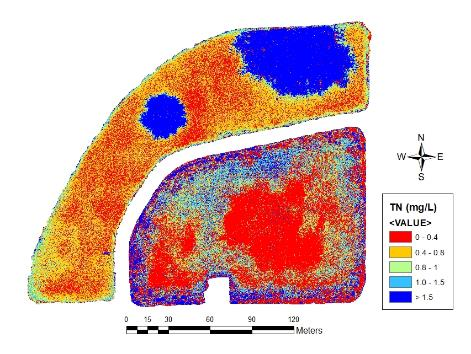 N
W E
S
TN (mg/L)
<VALUE>
0 - 0.4
0.4 - 0.8
0.8 - 1
1.0 - 1.5
> 1.5
0 15 30 60 90 120
Meters